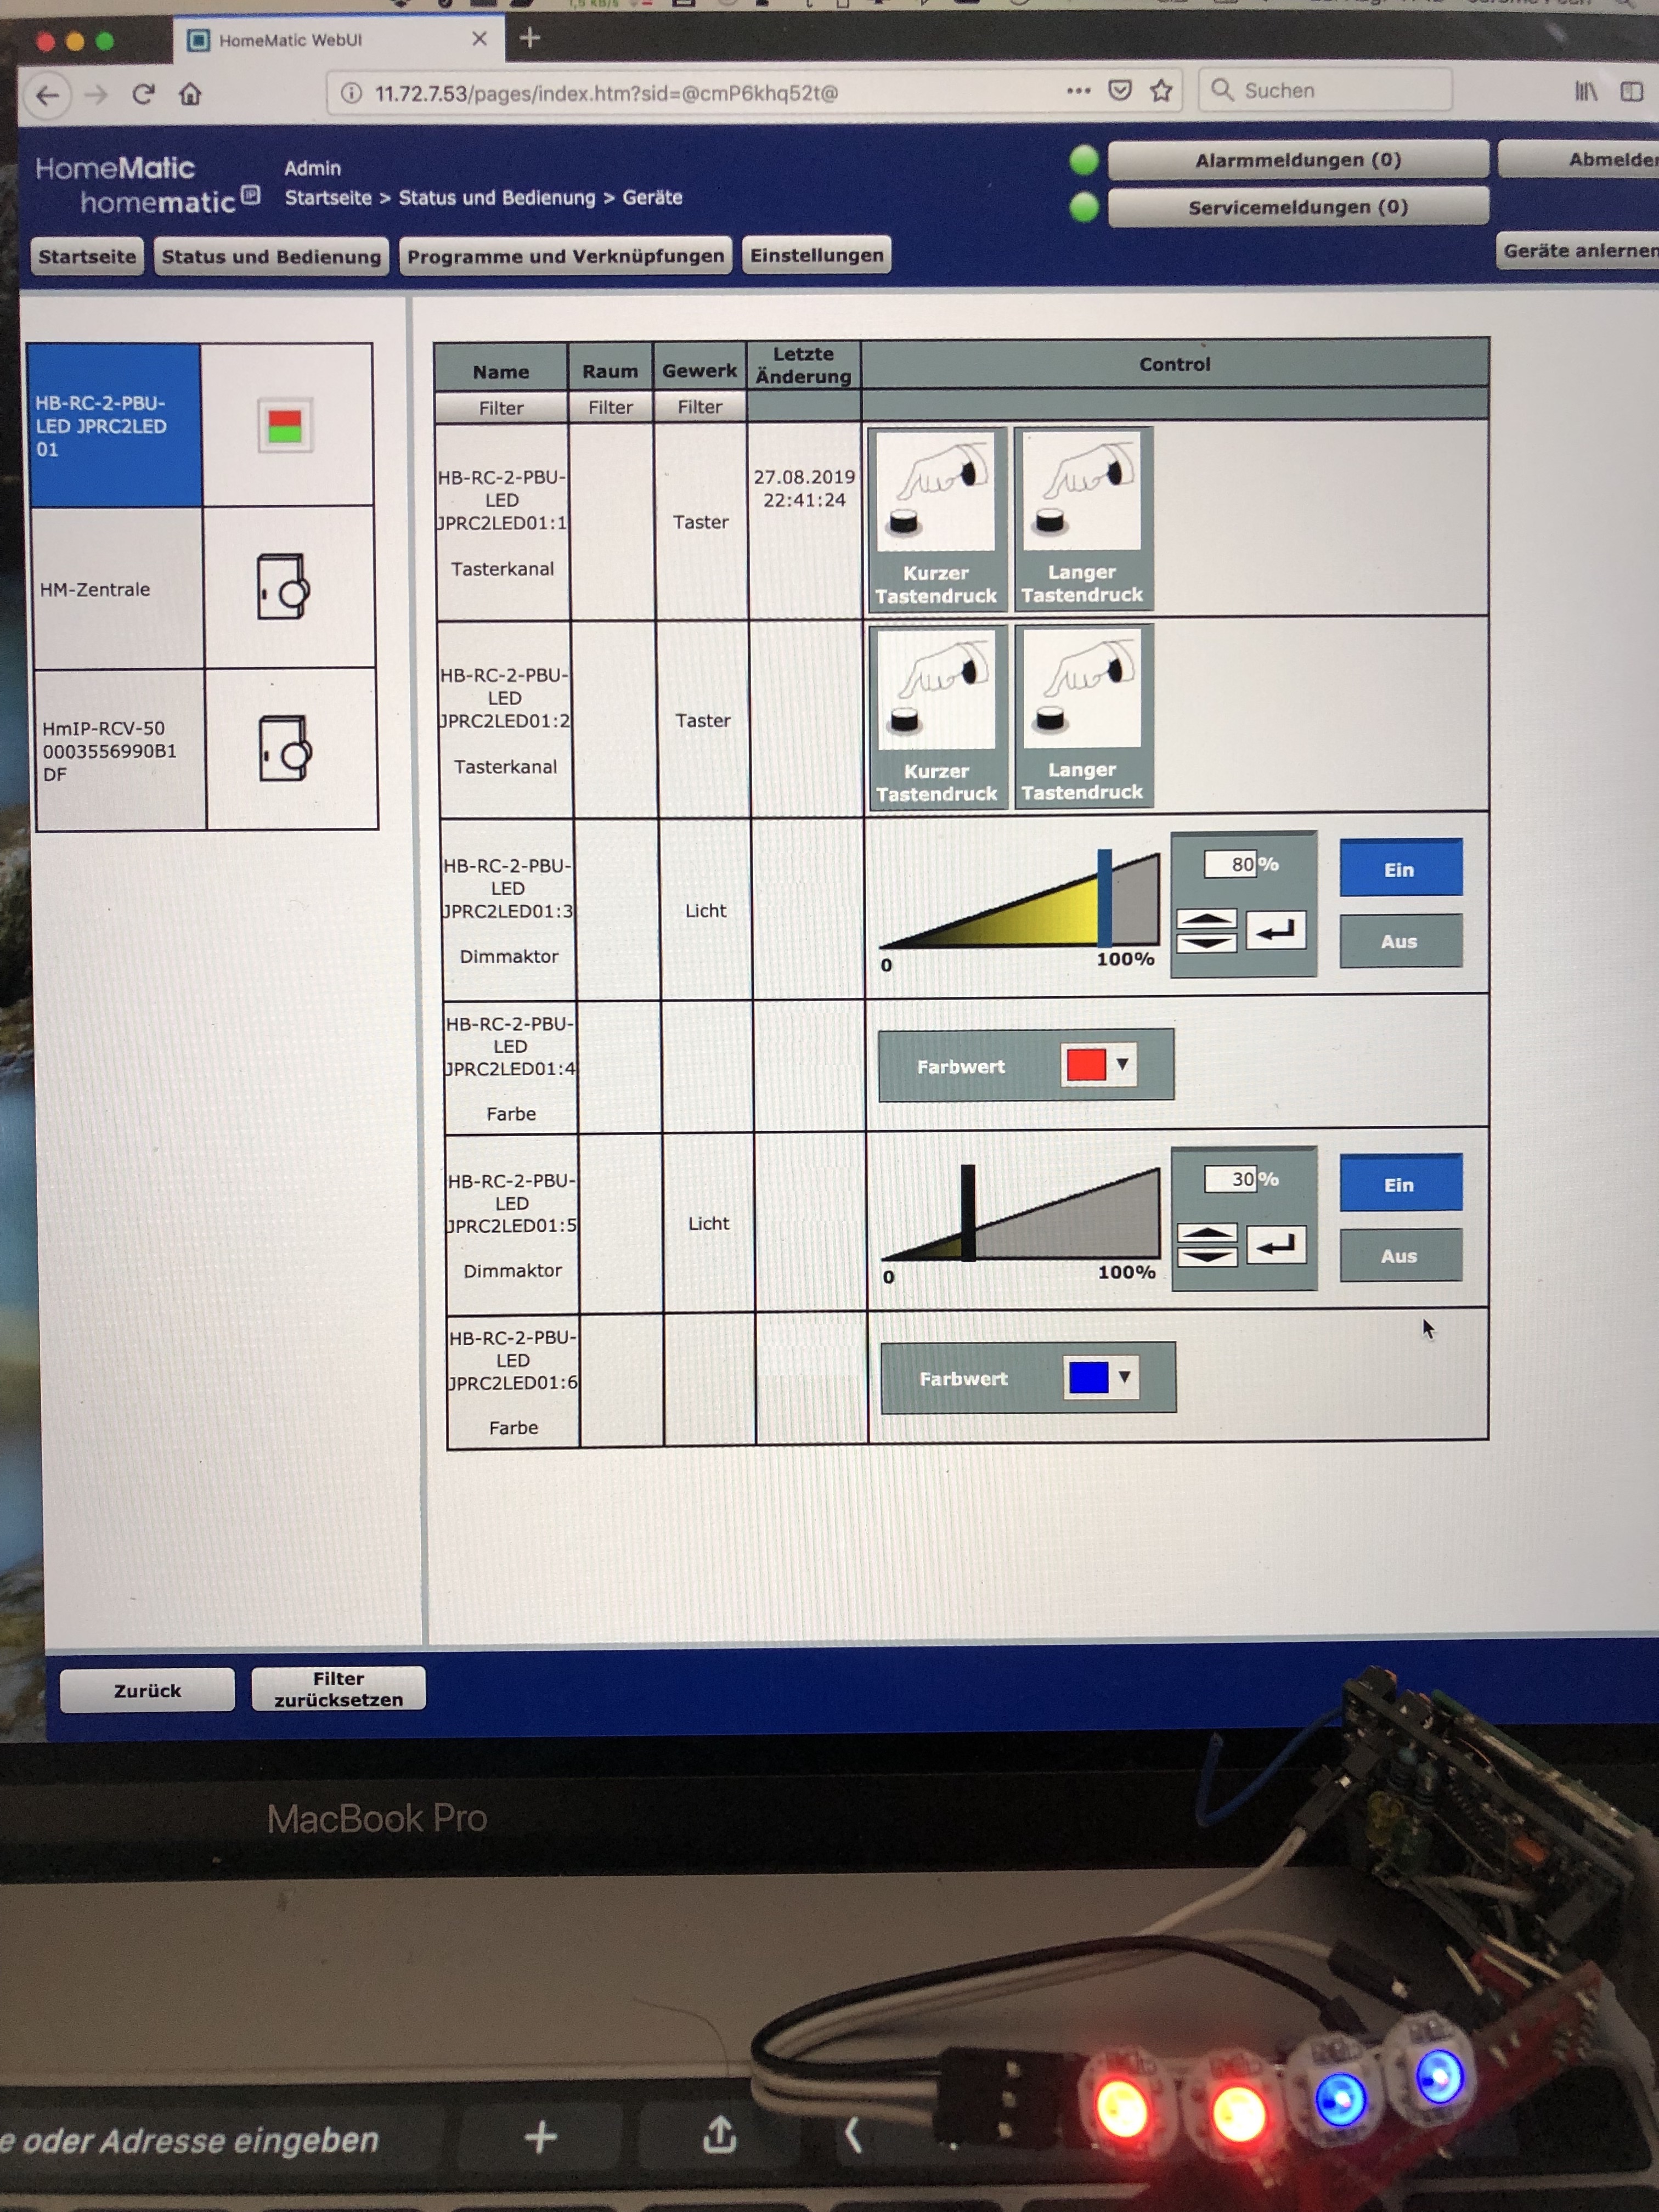 HomeMatic WebUI
11.72.7.53/pages/index.htm?sid=@cmP6khq52t@
Suchen
HomeMatic
homematic IP
Admin
Startseite > Status und Bedienung > Geräte
Alarmmeldungen (0)
Servicemeldungen (0)
Startseite
Status und Bedienung
Programme und Verknüpfungen
Einstellungen
Geräte anlernen
HB-RC-2-PBU-
LED JPRC2LED
01
HM-Zentrale
HmIP-RCV-50
0003556990B1
DF
Name
Raum
Gewerk
Letzte
Änderung
Control
Filter
Filter
Filter
HB-RC-2-PBU-
LED
JPRC2LED01:1
Tasterkanal
Taster
27.08.2019
22:41:24
Kurzer
Tastendruck
Langer
Tastendruck
HB-RC-2-PBU-
LED
JPRC2LED01:2
Tasterkanal
Taster
Kurzer
Tastendruck
Langer
Tastendruck
HB-RC-2-PBU-
LED
JPRC2LED01:3
Dimmaktor
Licht
0
100%
80%
Ein
Aus
HB-RC-2-PBU-
LED
JPRC2LED01:4
Farbe
Farbwert
HB-RC-2-PBU-
LED
JPRC2LED01:5
Dimmaktor
Licht
0
100%
30%
Ein
Aus
HB-RC-2-PBU-
LED
JPRC2LED01:6
Farbe
Farbwert
Zurück
Filter
zurücksetzen
MacBook Pro
e oder Adresse eingeben